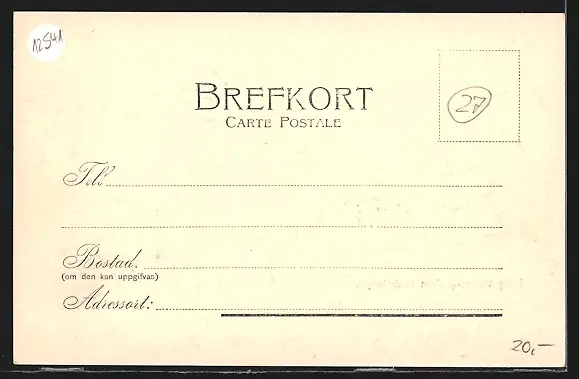 12541
BREFKORT
CARTE POSTALE
27
Till
Bostad.
(om den kan uppgifvas)
Adressort:
20,-